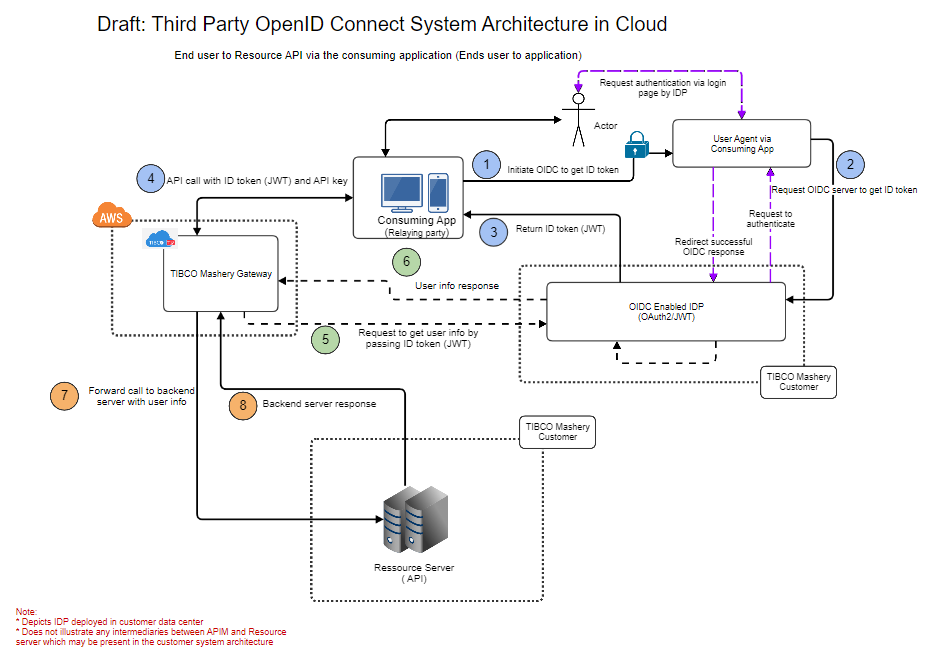 Draft: Third Party OpenID Connect System Architecture in Cloud
End user to Resource API via the consuming application (Ends user to application)
Request authentication via login
page by IDP
Actor
User Agent via
Consuming App
1
Initiate OIDC to get ID token
2
Request OIDC server to get ID token
4
API call with ID token (JWT) and API key
Consuming App
(Relaying party)
AWS
3
Return ID token (JWT)
Request to
authenticate
Redirect successful
OIDC response
TIBCO Mashery Gateway
6
User info response
OIDC Enabled IDP
(OAuth2/JWT)
5
Request to get user info by
passing ID token (JWT)
TIBCO Mashery
Customer
7
Forward call to backend
server with user info
8
Backend server response
TIBCO Mashery
Customer
Ressource Server
( API)
Note:
* Depicts IDP deployed in customer data center
* Does not illustrate any intermediaries between APIM and Resource
server which may be present in the customer system architecture